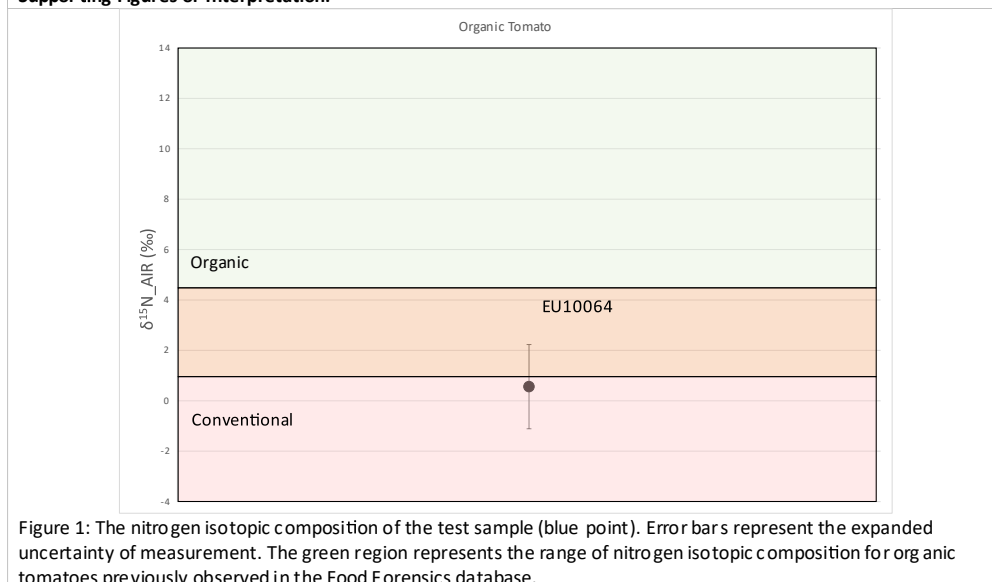 Supporting Figures or Interpretation:
Organic Tomato
14
12
10
8
6
4
2
0
-2
-4
δ¹⁵N_AIR (‰)
Organic
EU10064
Conventional
Figure 1: The nitrogen isotopic composition of the test sample (blue point). Error bars represent the expanded
uncertainty of measurement. The green region represents the range of nitrogen isotopic composition for organic
tomatoes previously observed in the Food Forensics database.